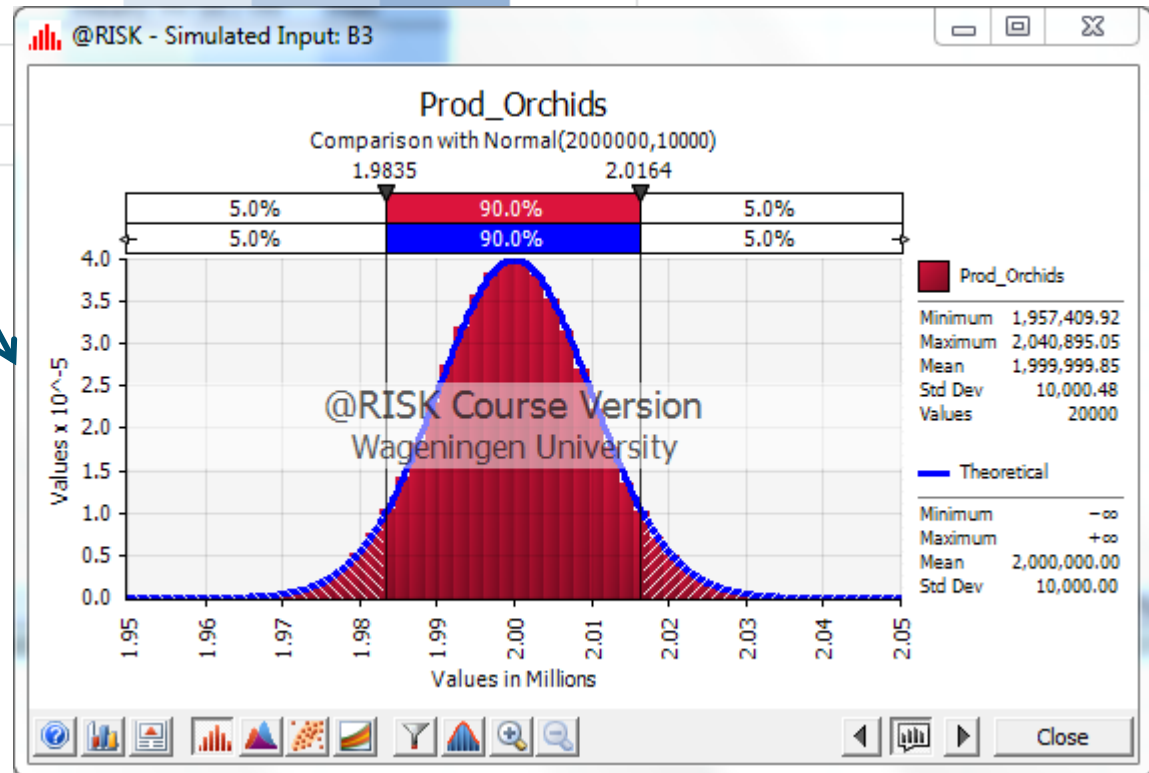 @RISK - Simulated Input: B3
Prod_Orchids
Comparison with Normal(2000000,10000)
1.9835 2.0164
5.0% 90.0% 5.0%
5.0% 90.0% 5.0%
4.0
3.5
3.0
2.5
2.0
1.5
1.0
0.5
0.0
Values x 10^-5
@RISK Course Version
Wageningen University
1.95 1.96 1.97 1.98 1.99 2.00 2.01 2.02 2.03 2.04 2.05
Values in Millions
Prod_Orchids
Minimum 1,957,409.92
Maximum 2,040,895.05
Mean 1,999,999.85
Std Dev 10,000.48
Values 20000
Theoretical
Minimum −∞
Maximum +∞
Mean 2,000,000.00
Std Dev 10,000.00
Close